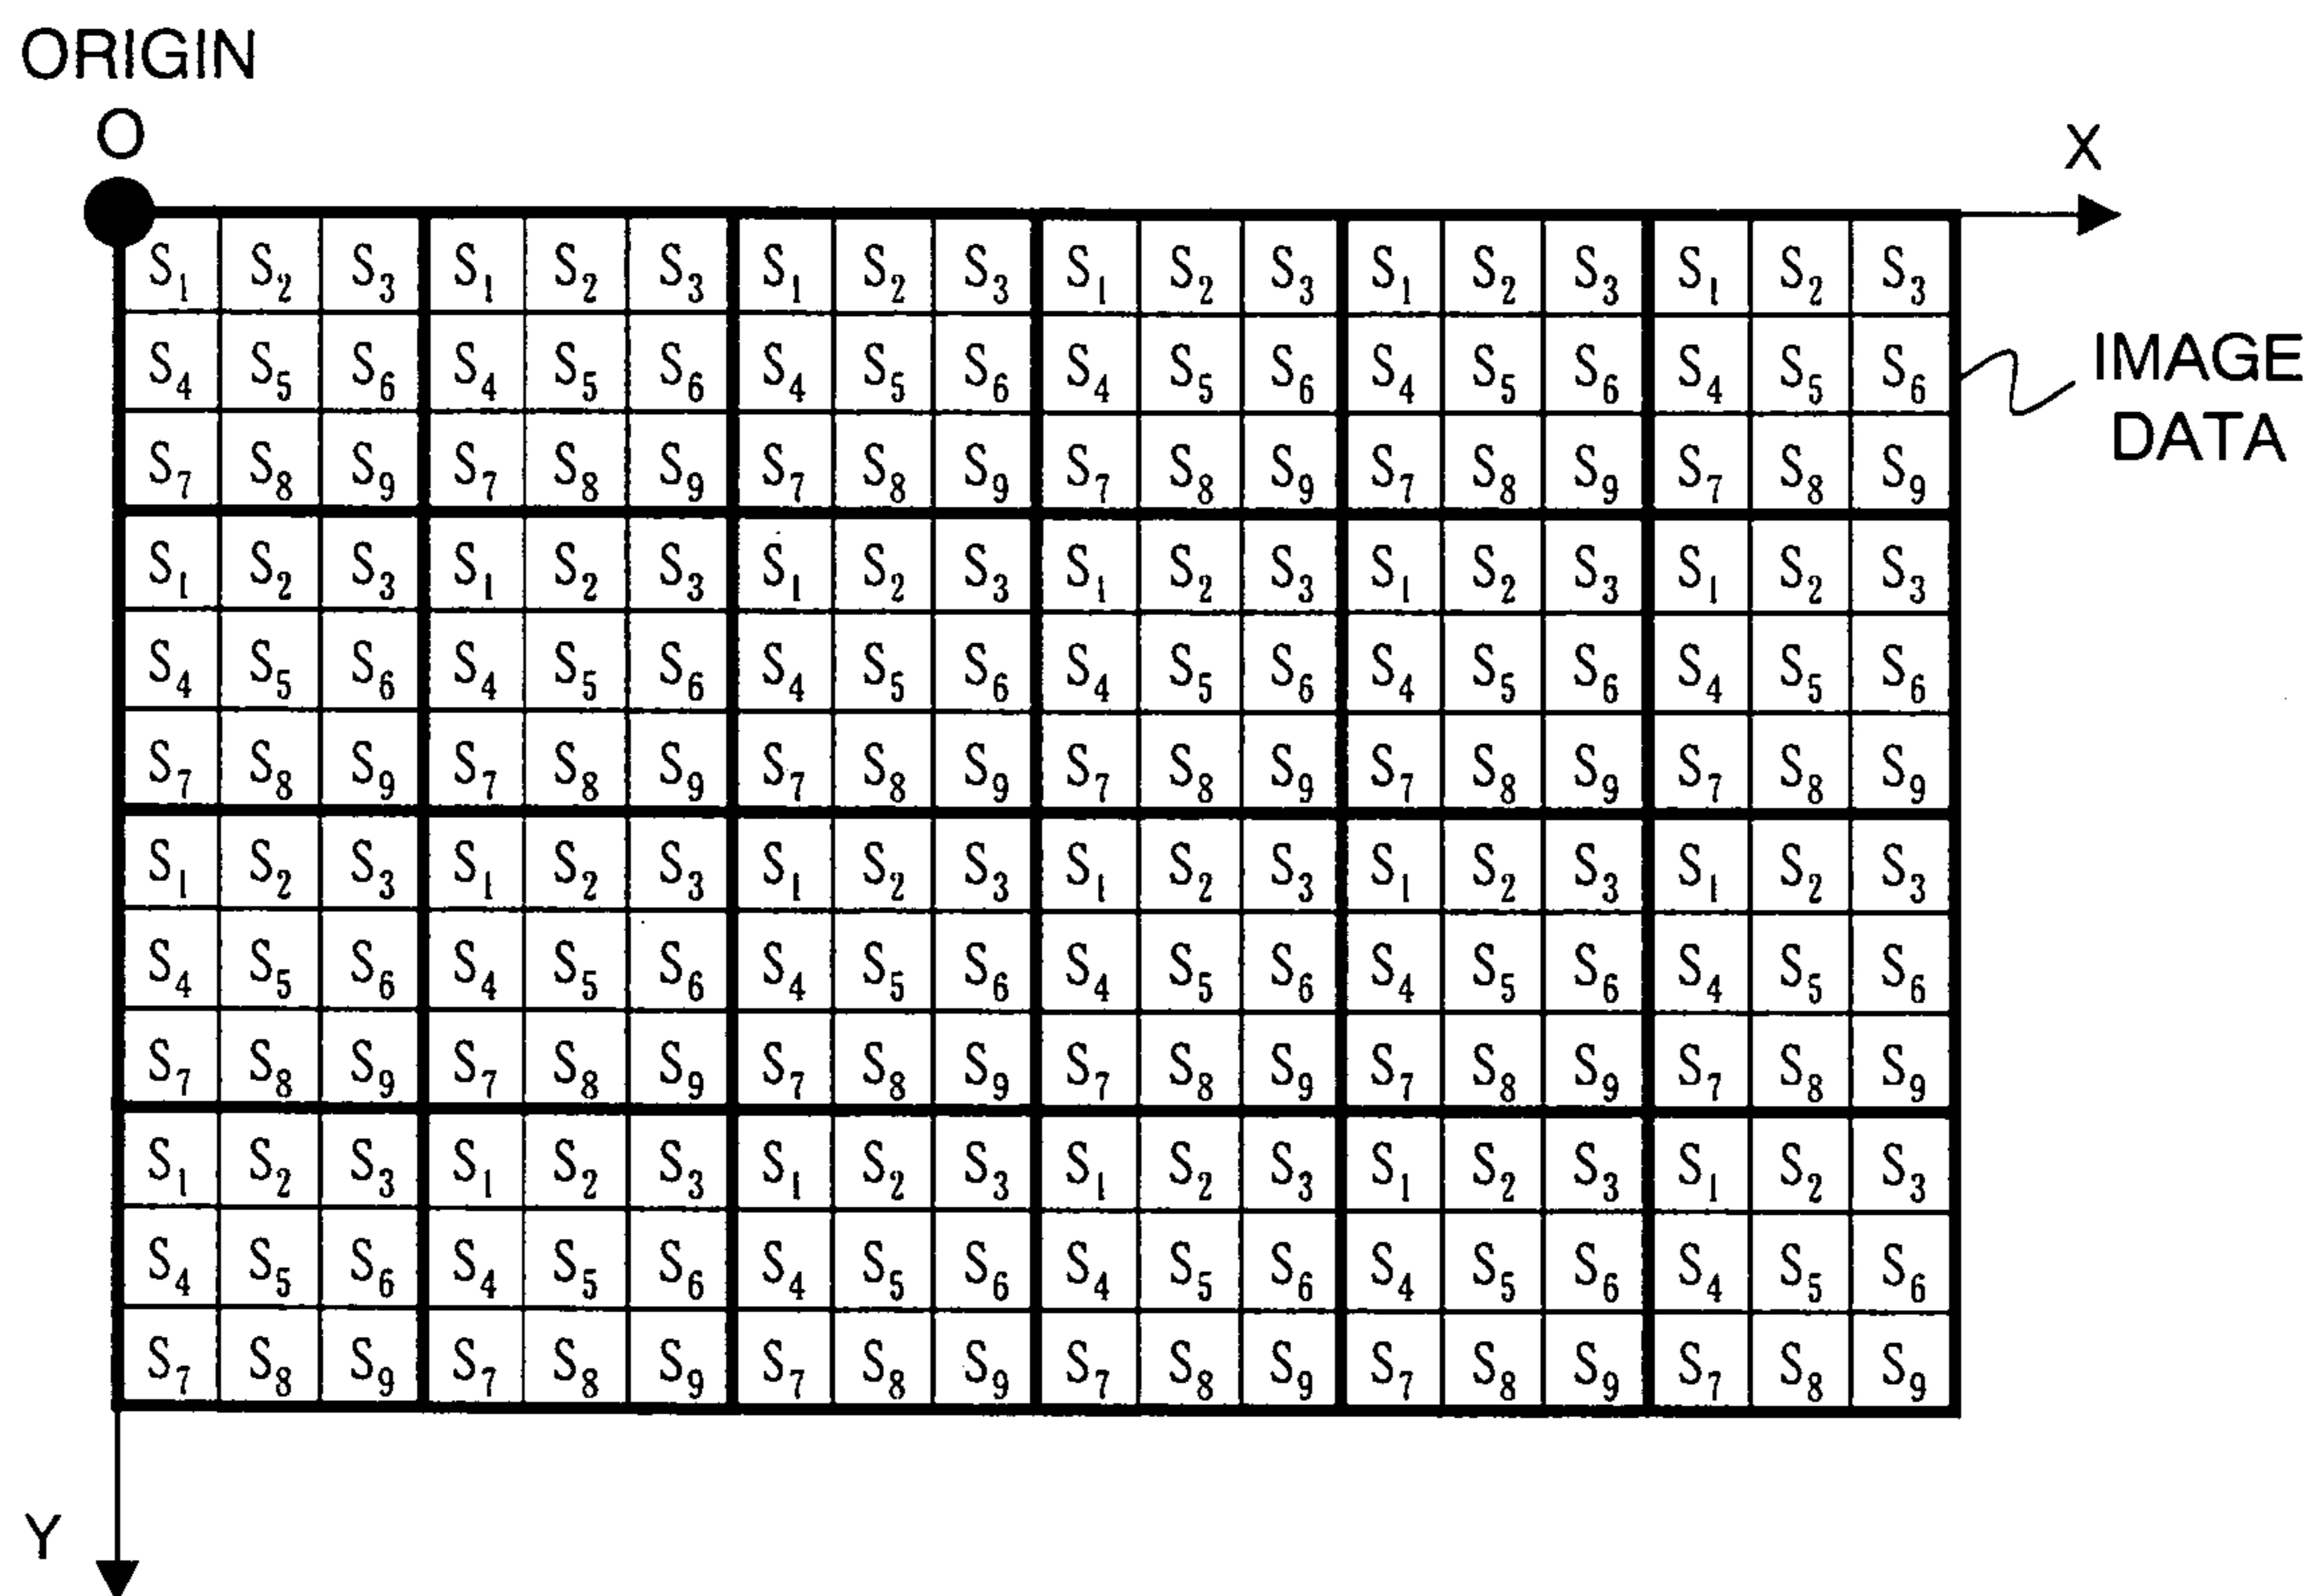 ORIGIN
O
X
S₁ S₂ S₃ S₁ S₂ S₃ S₁ S₂ S₃ S₁ S₂ S₃ S₁ S₂ S₃ S₁ S₂ S₃
S₄ S₅ S₆ S₄ S₅ S₆ S₄ S₅ S₆ S₄ S₅ S₆ S₄ S₅ S₆ S₄ S₅ S₆
S₇ S₈ S₉ S₇ S₈ S₉ S₇ S₈ S₉ S₇ S₈ S₉ S₇ S₈ S₉ S₇ S₈ S₉
S₁ S₂ S₃ S₁ S₂ S₃ S₁ S₂ S₃ S₁ S₂ S₃ S₁ S₂ S₃ S₁ S₂ S₃
S₄ S₅ S₆ S₄ S₅ S₆ S₄ S₅ S₆ S₄ S₅ S₆ S₄ S₅ S₆ S₄ S₅ S₆
S₇ S₈ S₉ S₇ S₈ S₉ S₇ S₈ S₉ S₇ S₈ S₉ S₇ S₈ S₉ S₇ S₈ S₉
S₁ S₂ S₃ S₁ S₂ S₃ S₁ S₂ S₃ S₁ S₂ S₃ S₁ S₂ S₃ S₁ S₂ S₃
S₄ S₅ S₆ S₄ S₅ S₆ S₄ S₅ S₆ S₄ S₅ S₆ S₄ S₅ S₆ S₄ S₅ S₆
S₇ S₈ S₉ S₇ S₈ S₉ S₇ S₈ S₉ S₇ S₈ S₉ S₇ S₈ S₉ S₇ S₈ S₉
S₁ S₂ S₃ S₁ S₂ S₃ S₁ S₂ S₃ S₁ S₂ S₃ S₁ S₂ S₃ S₁ S₂ S₃
S₄ S₅ S₆ S₄ S₅ S₆ S₄ S₅ S₆ S₄ S₅ S₆ S₄ S₅ S₆ S₄ S₅ S₆
S₇ S₈ S₉ S₇ S₈ S₉ S₇ S₈ S₉ S₇ S₈ S₉ S₇ S₈ S₉ S₇ S₈ S₉
IMAGE
DATA
Y